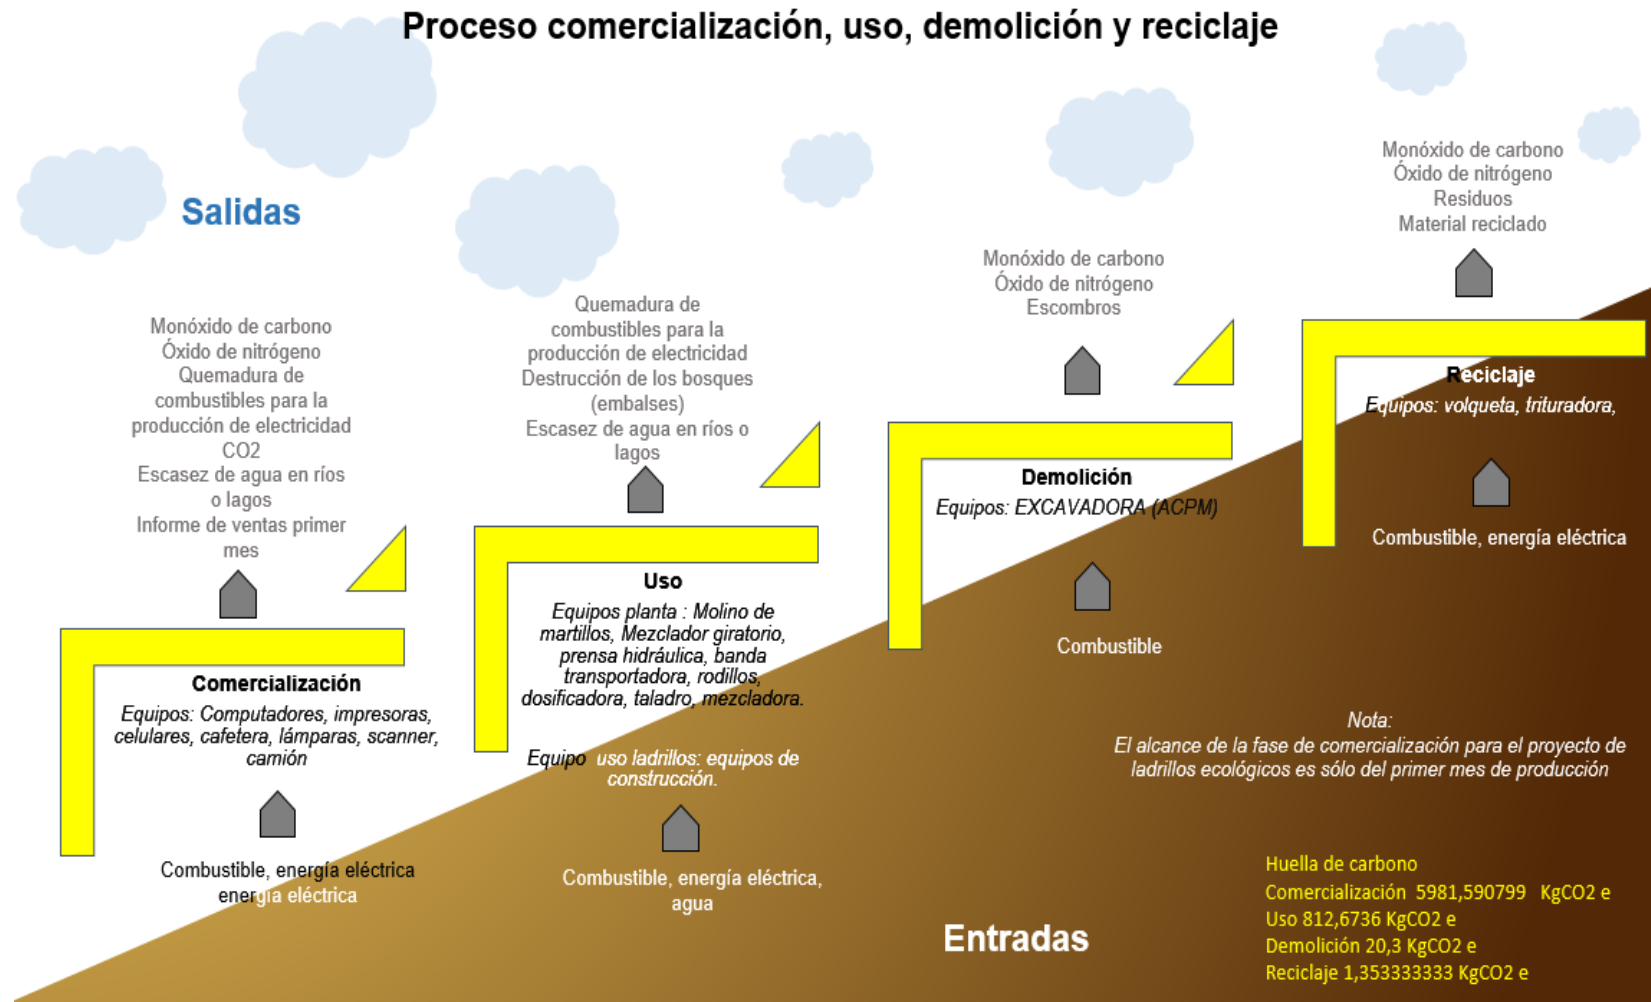 Proceso comercialización, uso, demolición y reciclaje
Salidas
Monóxido de carbono
Óxido de nitrógeno
Quemadura de
combustibles para la
producción de electricidad
CO2
Escasez de agua en ríos
o lagos
Informe de ventas primer
mes
Comercialización
Equipos: Computadores, impresoras,
celulares, cafetera, lámparas, scanner,
camión
Combustible, energía eléctrica
energía eléctrica
Quemadura de
combustibles para la
producción de electricidad
Destrucción de los bosques
(embalses)
Escasez de agua en ríos o
lagos
Uso
Equipos planta : Molino de
martillos, Mezclador giratorio,
prensa hidráulica, banda
transportadora, rodillos,
dosificadora, taladro, mezcladora.
Equipo uso ladrillos: equipos de
construcción.
Combustible, energía eléctrica,
agua
Monóxido de carbono
Óxido de nitrógeno
Escombros
Demolición
Equipos: EXCAVADORA (ACPM)
Combustible
Monóxido de carbono
Óxido de nitrógeno
Residuos
Material reciclado
Reciclaje
Equipos: volqueta, trituradora,
Combustible, energía eléctrica
Nota:
El alcance de la fase de comercialización para el proyecto de
ladrillos ecológicos es sólo del primer mes de producción
Entradas
Huella de carbono
Comercialización 5981,590799 KgCO2 e
Uso 812,6736 KgCO2 e
Demolición 20,3 KgCO2 e
Reciclaje 1,353333333 KgCO2 e